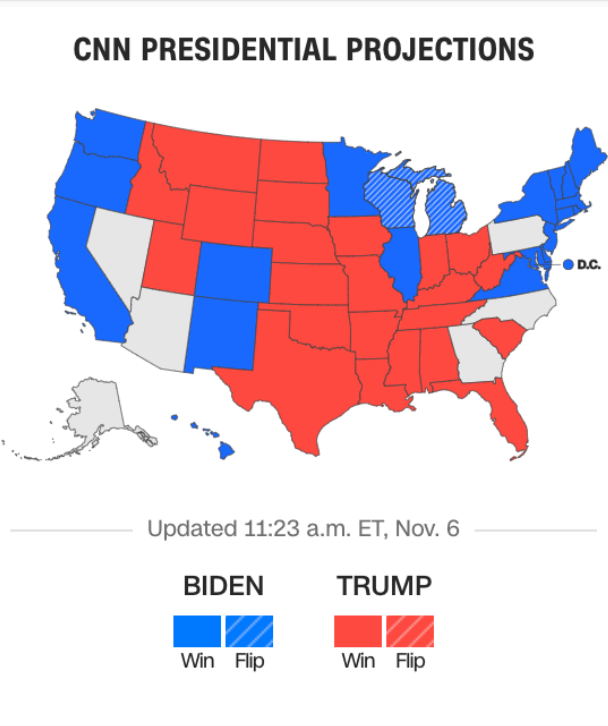 CNN PRESIDENTIAL PROJECTIONS
D.C.
Updated 11:23 a.m. ET, Nov. 6
BIDEN TRUMP
Win Flip Win Flip